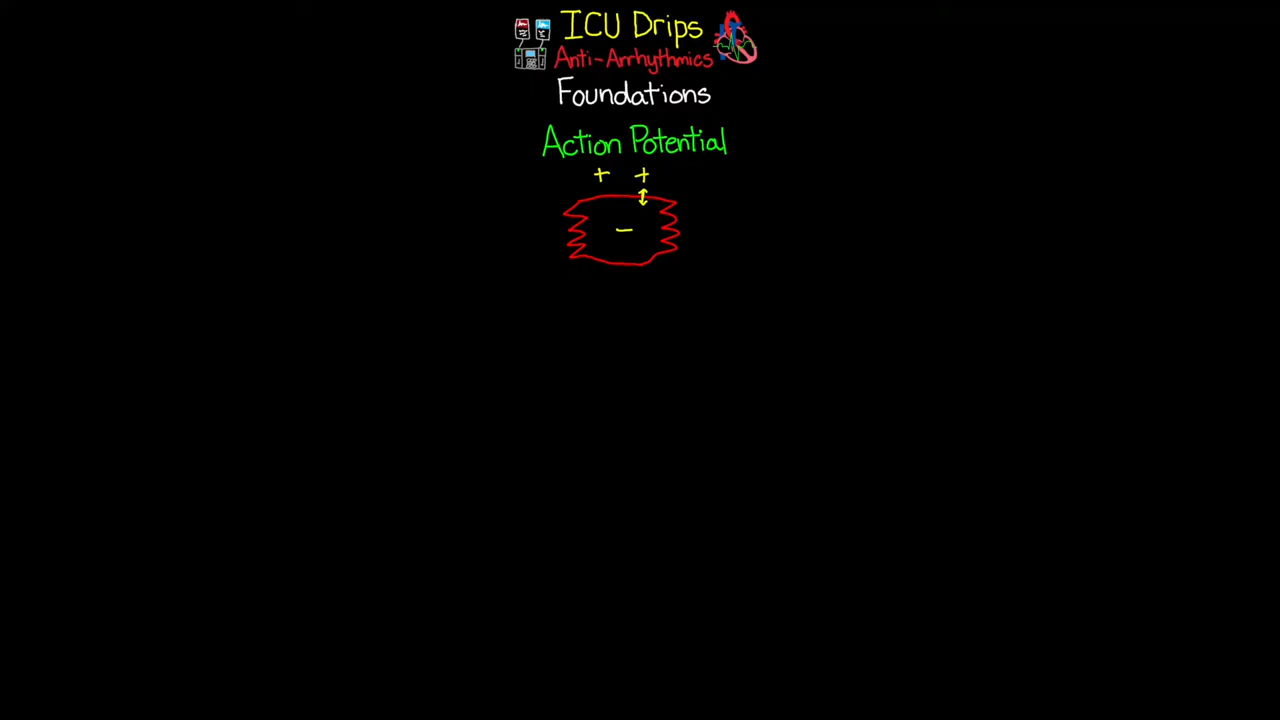 ICU Drips
Anti-Arrhythmics
Foundations
Action Potential
+ +
-